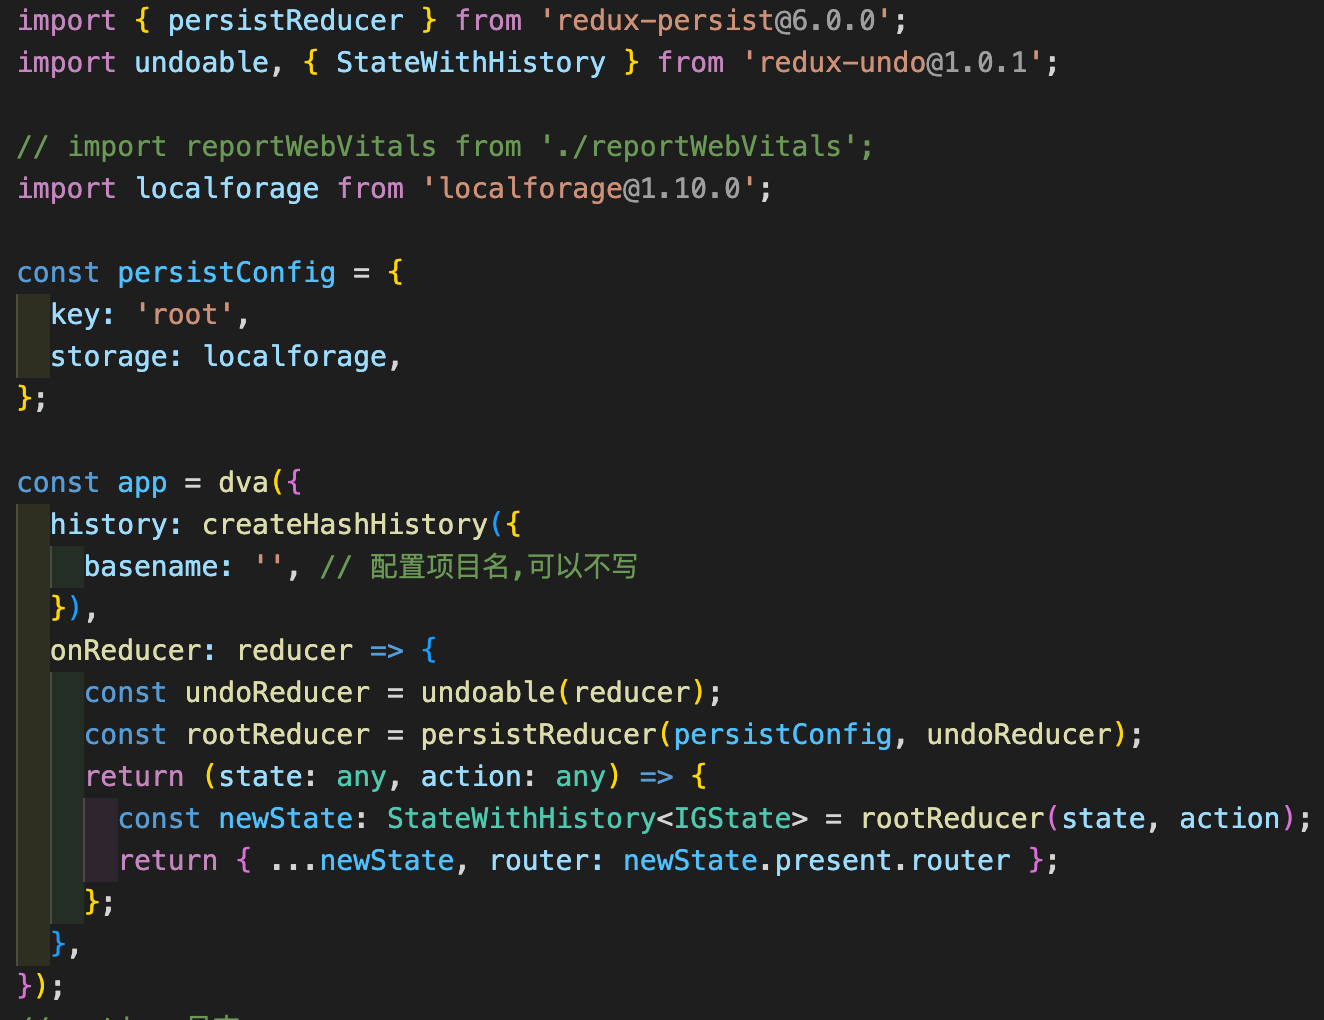 import { persistReducer } from 'redux-persist@6.0.0';
import undoable, { StateWithHistory } from 'redux-undo@1.0.1';
// import reportWebVitals from './reportWebVitals';
import localforage from 'localforage@1.10.0';
const persistConfig = {
key: 'root',
storage: localforage,
};
const app = dva({
history: createHashHistory({
basename: '', // 配置项目名,可以不写
}),
onReducer: reducer => {
const undoReducer = undoable(reducer);
const rootReducer = persistReducer(persistConfig, undoReducer);
return (state: any, action: any) => {
const newState: StateWithHistory<IGState> = rootReducer(state, action);
return { ...newState, router: newState.present.router };
};
},
});